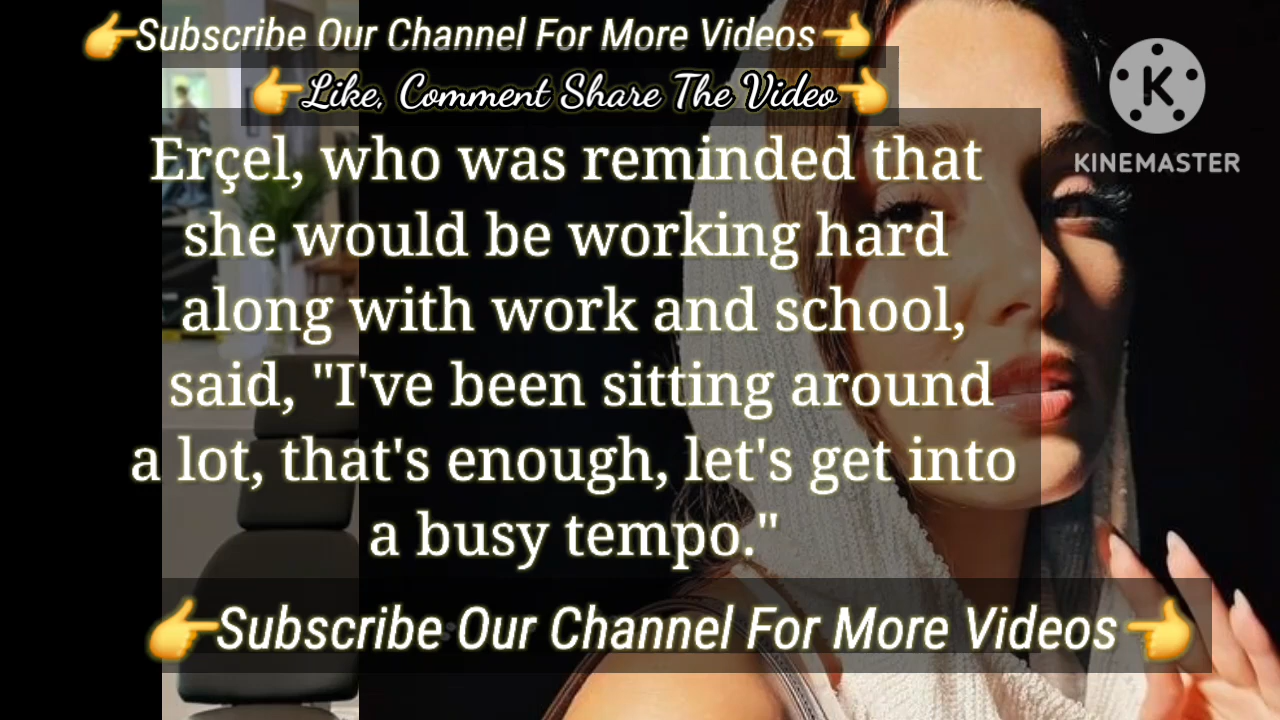 👉Subscribe Our Channel For More Videos👈
👉Like, Comment Share The Video👈
KINEMASTER
Erçel, who was reminded that
she would be working hard
along with work and school,
said, "I've been sitting around
a lot, that's enough, let's get into
a busy tempo."
👉Subscribe Our Channel For More Videos👈